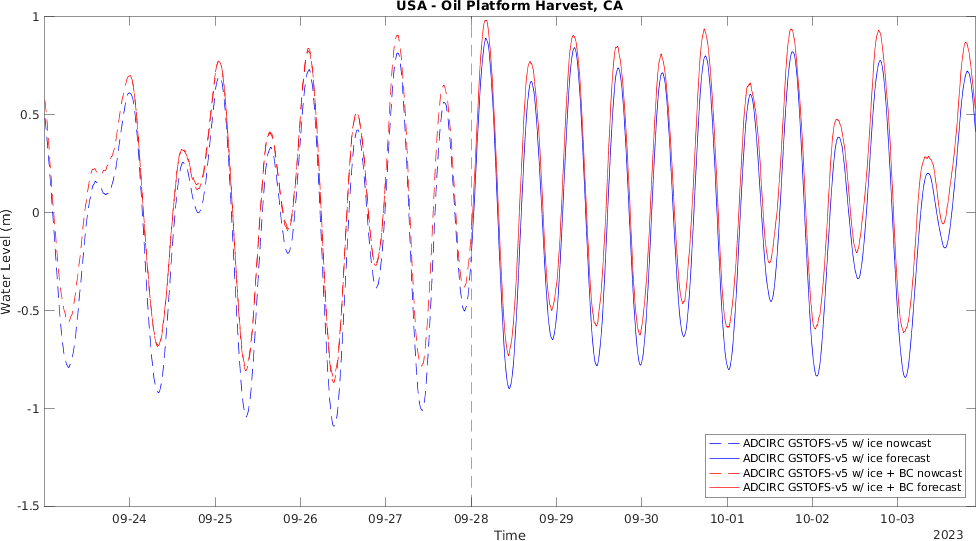 USA - Oil Platform Harvest, CA
1
0.5
0
-0.5
-1
-1.5
Water Level (m)
09-24 09-25 09-26 09-27 09-28 09-29 09-30 10-01 10-02 10-03
Time
2023
ADCIRC GSTOFS-v5 w/ ice nowcast
ADCIRC GSTOFS-v5 w/ ice forecast
ADCIRC GSTOFS-v5 w/ ice + BC nowcast
ADCIRC GSTOFS-v5 w/ ice + BC forecast